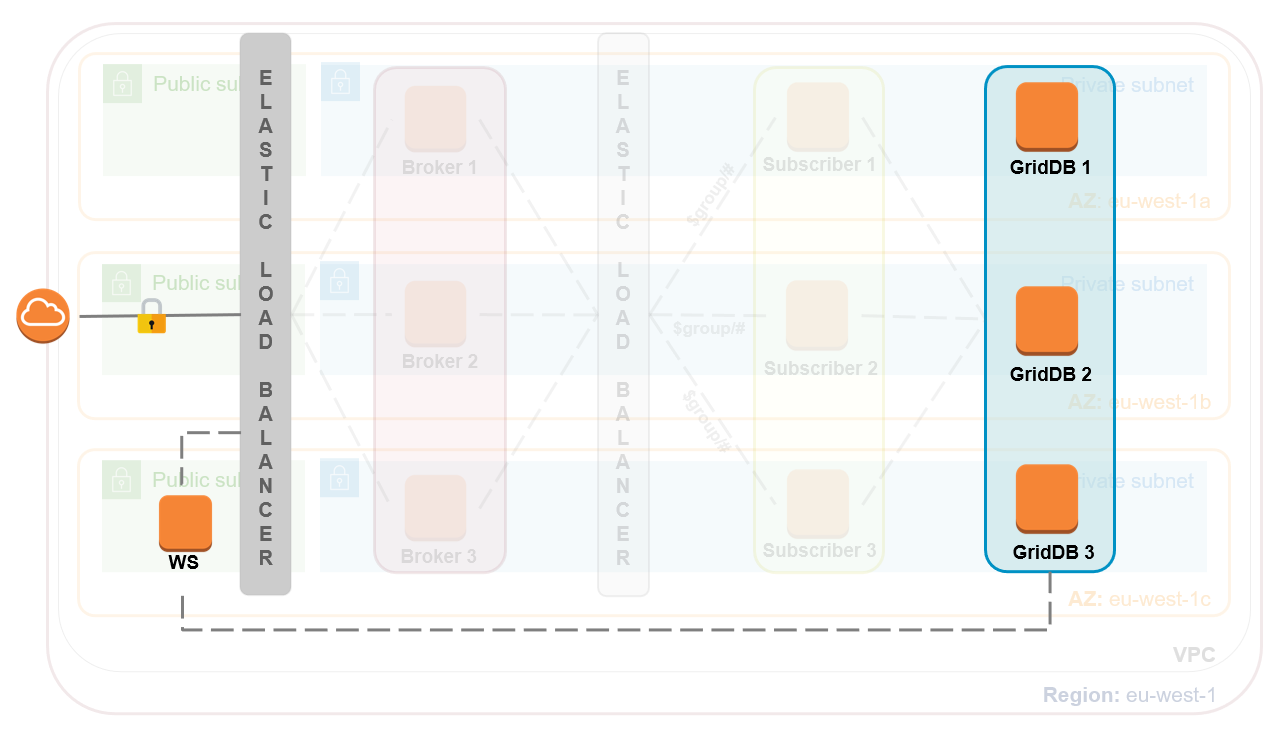 ELASTIC LOAD BALANCER
ELASTIC LOAD BALANCER
Public sub
Private subnet
Broker 1
Subscriber 1
GridDB 1
$group/#
AZ: eu-west-1a
Public sub
Private subnet
$group/#
Broker 2
Subscriber 2
GridDB 2
AZ: eu-west-1b
$group/#
Public sub
Private subnet
Broker 3
Subscriber 3
GridDB 3
WS
AZ: eu-west-1c
VPC
Region: eu-west-1